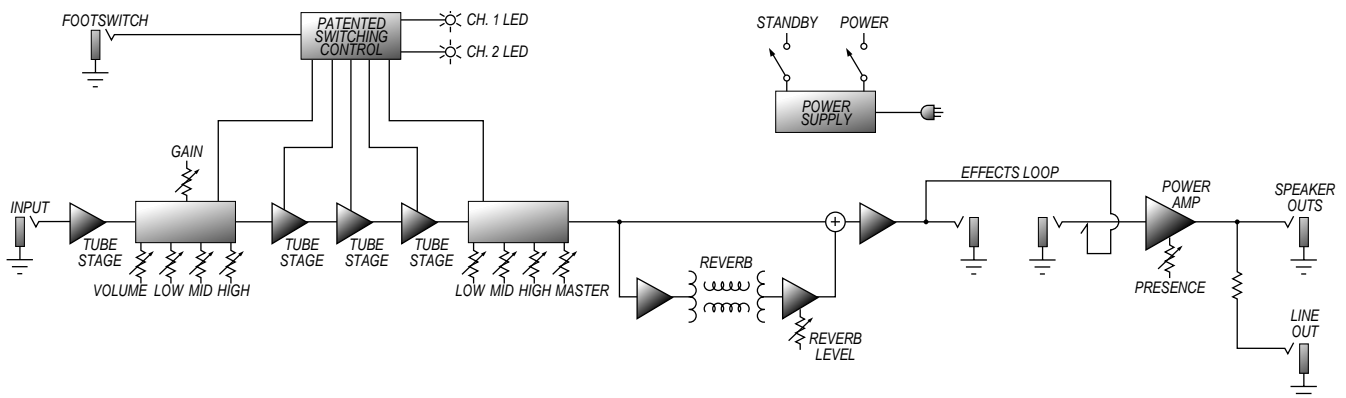 FOOTSWITCH
PATENTED
SWITCHING
CONTROL
CH. 1 LED
CH. 2 LED
STANDBY
POWER
POWER
SUPPLY
GAIN
INPUT
TUBE
STAGE
VOLUME
LOW
MID
HIGH
TUBE
STAGE
TUBE
STAGE
TUBE
STAGE
LOW
MID
HIGH
MASTER
REVERB
REVERB
LEVEL
EFFECTS LOOP
POWER
AMP
PRESENCE
SPEAKER
OUTS
LINE
OUT